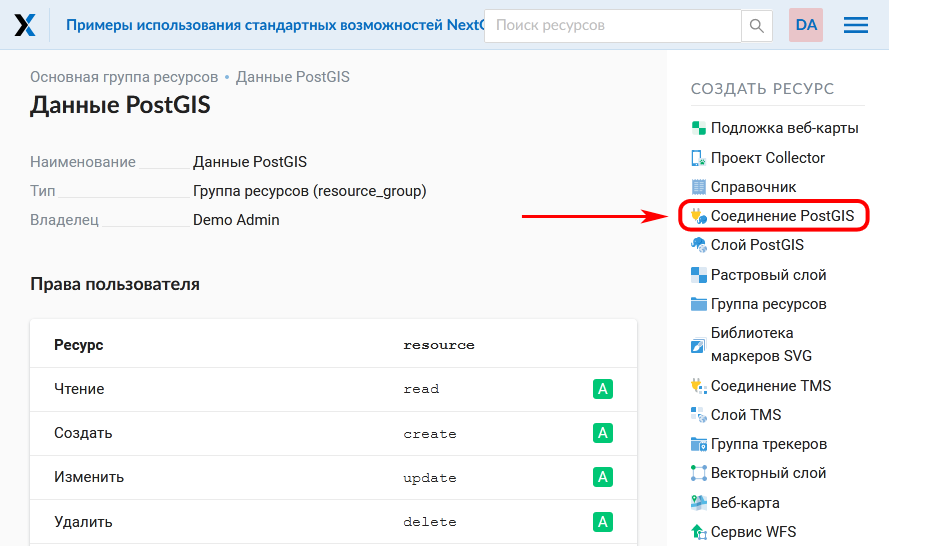 Примеры использования стандартных возможностей Next
Поиск ресурсов
DA
Основная группа ресурсов • Данные PostGIS
Данные PostGIS
Наименование Данные PostGIS
Тип Группа ресурсов (resource_group)
Владелец Demo Admin
Права пользователя
Ресурс resource
Чтение read A
Создать create A
Изменить update A
Удалить delete A
СОЗДАТЬ РЕСУРС
Подложка веб-карты
Проект Collector
Справочник
Соединение PostGIS
Слой PostGIS
Растровый слой
Группа ресурсов
Библиотека
маркеров SVG
Соединение TMS
Слой TMS
Группа трекеров
Векторный слой
Веб-карта
Сервис WFS